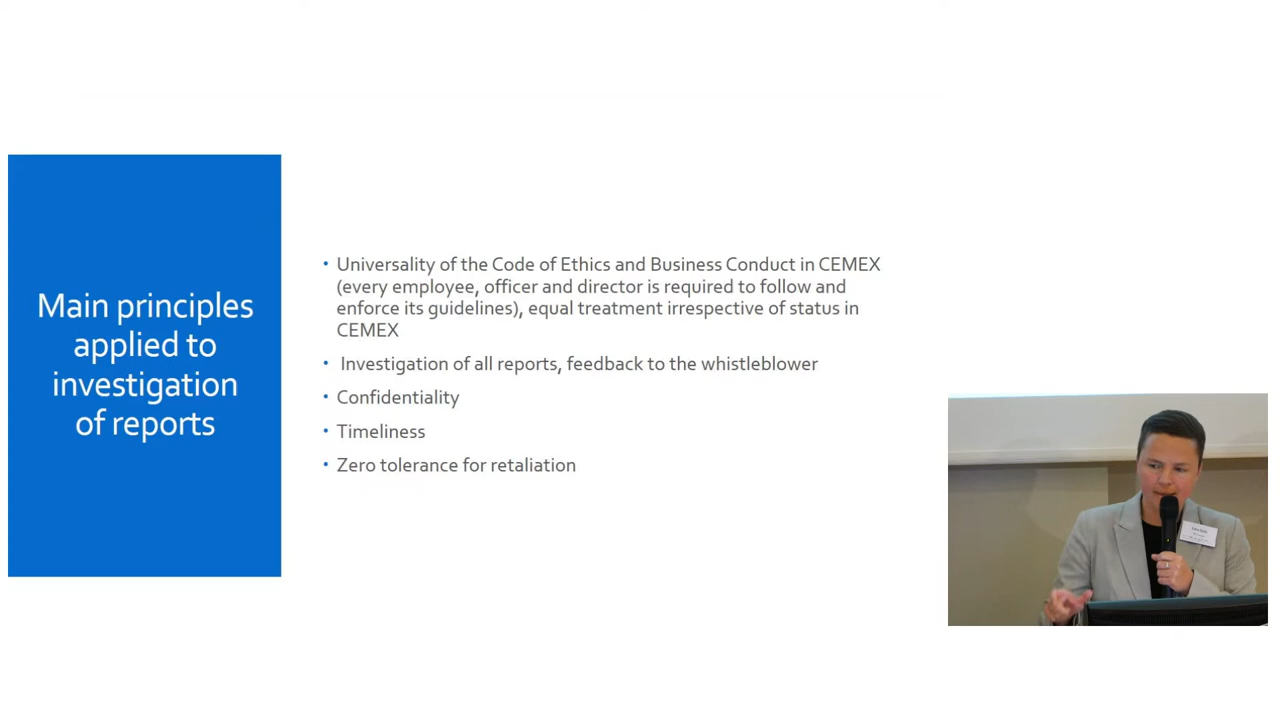 Main principles
applied to
investigation
of reports
• Universality of the Code of Ethics and Business Conduct in CEMEX
(every employee, officer and director is required to follow and
enforce its guidelines), equal treatment irrespective of status in
CEMEX
• Investigation of all reports, feedback to the whistleblower
• Confidentiality
• Timeliness
• Zero tolerance for retaliation